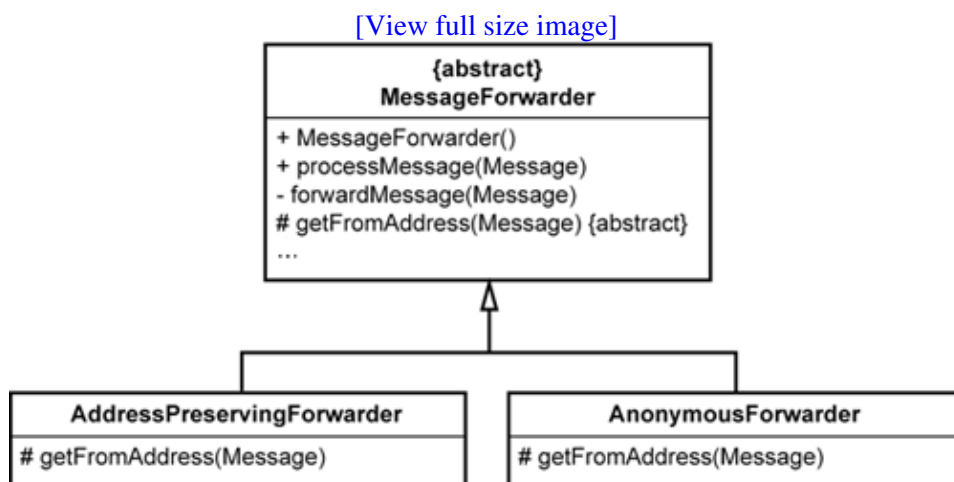 [View full size image]
{abstract}
MessageForwarder
+ MessageForwarder()
+ processMessage(Message)
- forwardMessage(Message)
# getFromAddress(Message) {abstract}
...
AddressPreservingForwarder
# getFromAddress(Message)
AnonymousForwarder
# getFromAddress(Message)